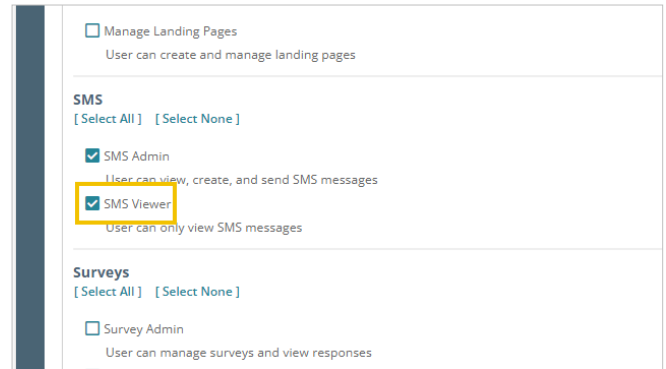 Manage Landing Pages
User can create and manage landing pages
SMS
[ Select All ] [ Select None ]
SMS Admin
User can view, create, and send SMS messages
SMS Viewer
User can only view SMS messages
Surveys
[ Select All ] [ Select None ]
Survey Admin
User can manage surveys and view responses